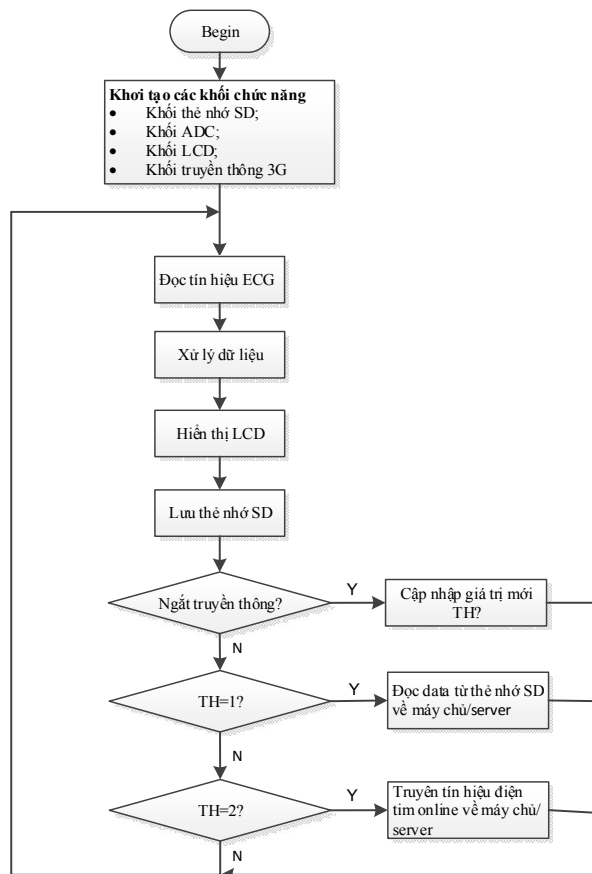 Begin
Khơi tạo các khối chức năng
• Khối thẻ nhớ SD;
• Khối ADC;
• Khối LCD;
• Khối truyền thông 3G
Đọc tín hiệu ECG
Xử lý dữ liệu
Hiển thị LCD
Lưu thẻ nhớ SD
Ngắt truyền thông?
Y
Cập nhập giá trị mới
TH?
N
TH=1?
Y
Đọc data từ thẻ nhớ SD
về máy chủ/server
N
TH=2?
Y
Truyên tín hiệu điện
tim online về máy chủ/
server
N